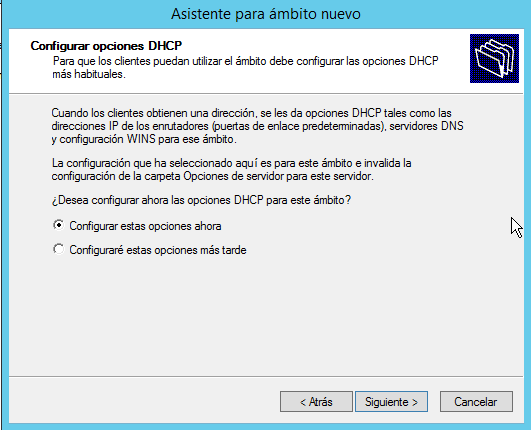 Asistente para ámbito nuevo
Configurar opciones DHCP
Para que los clientes puedan utilizar el ámbito debe configurar las opciones DHCP
más habituales.
Cuando los clientes obtienen una dirección, se les da opciones DHCP tales como las
direcciones IP de los enrutadores (puertas de enlace predeterminadas), servidores DNS
y configuración WINS para ese ámbito.
La configuración que ha seleccionado aquí es para este ámbito e invalida la
configuración de la carpeta Opciones de servidor para este servidor.
¿Desea configurar ahora las opciones DHCP para este ámbito?
Configurar estas opciones ahora
Configuraré estas opciones más tarde
< Atrás
Siguiente >
Cancelar